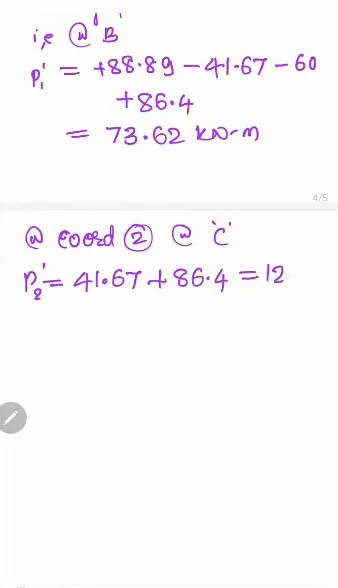 i,e @ 'B'
P₁' = +88.89 - 41.67 - 60
+86.4
= 73.62 KN-m
4/5
@ coord ② @ 'C'
P₂' = 41.67 + 86.4 = 12